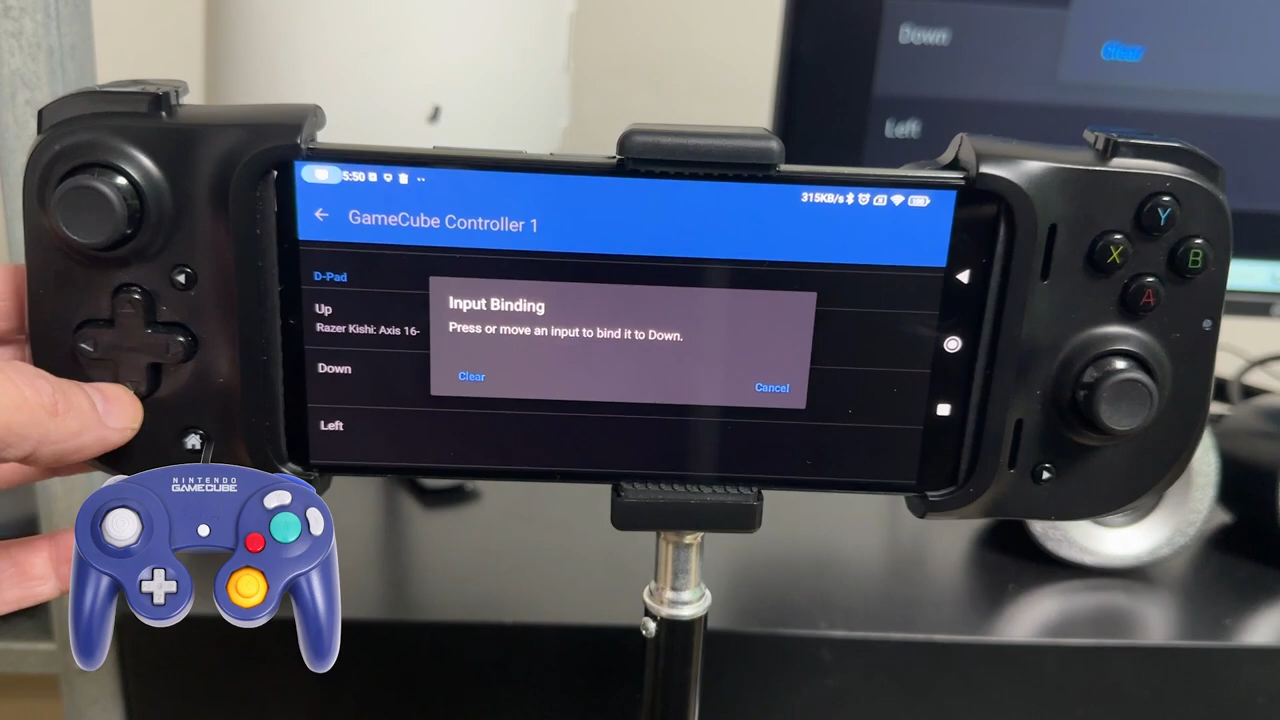 Down
Clear
Left
5:50
315KB/s
100
GameCube Controller 1
D-Pad
Up
Razer Kishi: Axis 16-
Down
Left
Input Binding
Press or move an input to bind it to Down.
Clear
Cancel
Y
X
B
A
NINTENDO
GAMECUBE